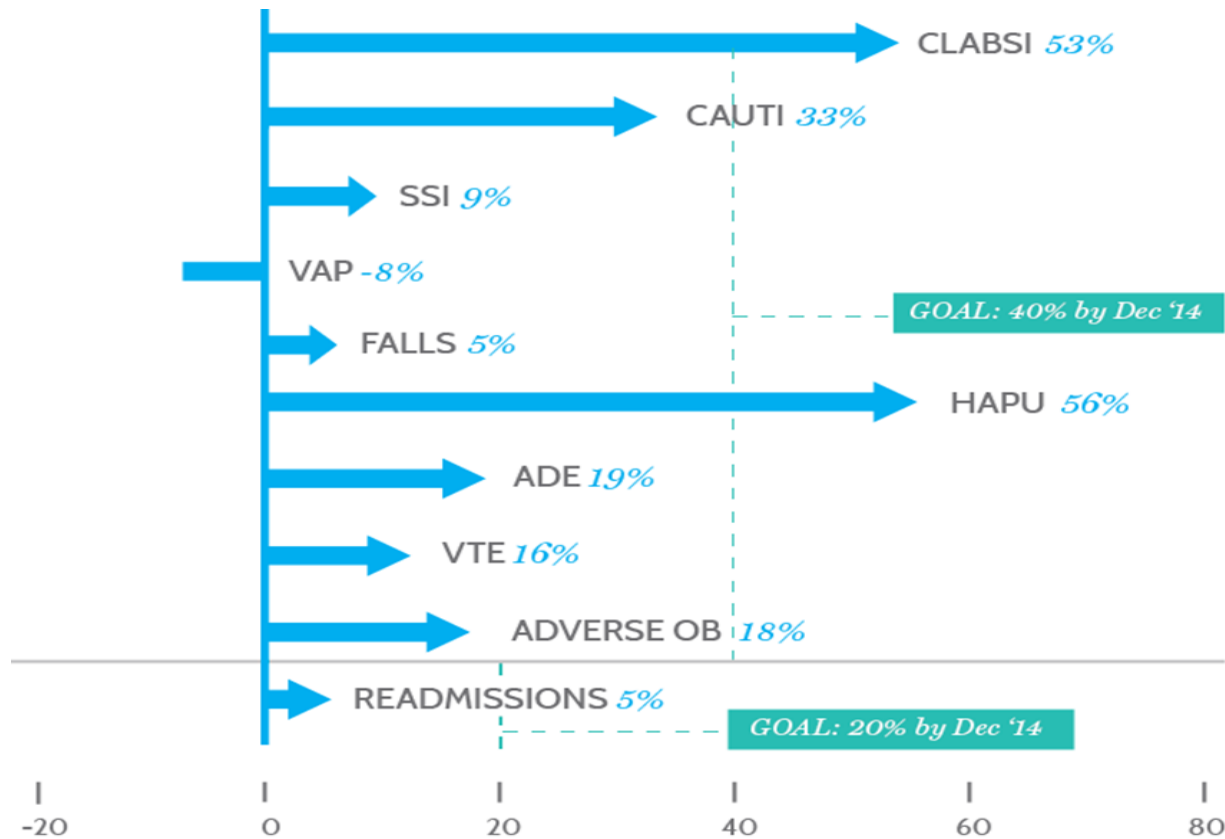 CLABSI 53%
CAUTI 33%
SSI 9%
VAP -8%
GOAL: 40% by Dec ‘14
FALLS 5%
HAPU 56%
ADE 19%
VTE 16%
ADVERSE OB 18%
READMISSIONS 5%
GOAL: 20% by Dec ‘14
-20 0 20 40 60 80